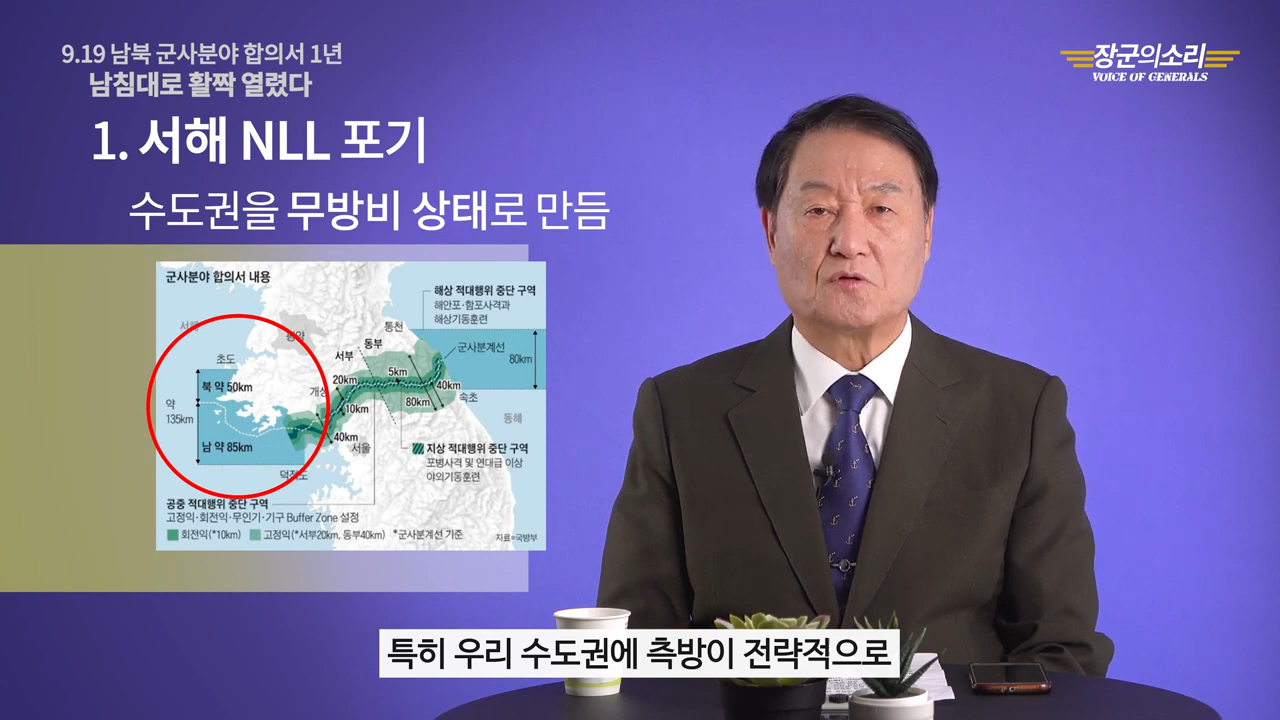 9.19 남북 군사분야 합의서 1년
남침대로 활짝 열렸다
1. 서해 NLL 포기
수도권을 무방비 상태로 만듬
장군의소리
VOICE OF GENERALS
군사분야 합의서 내용
해상 적대행위 중단 구역
해안포·함포사격과
해상기동훈련
서해
평양
통천
동부
서부
군사분계선
80km
초도
5km
20km
40km
북 약 50km
개성
80km
속초
약
135km
10km
동해
40km
서울
남 약 85km
지상 적대행위 중단 구역
포병사격 및 연대급 이상
야외기동훈련
덕적도
공중 적대행위 중단 구역
고정익·회전익·무인기·기구 Buffer Zone 설정
회전익(*10km) 고정익(*서부20km, 동부40km) *군사분계선 기준
자료=국방부
특히 우리 수도권에 측방이 전략적으로